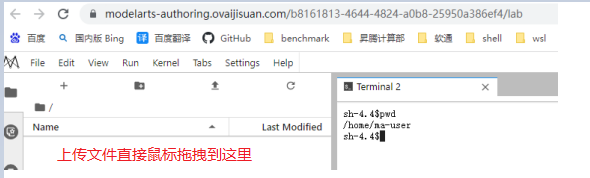 modelarts-authoring.ovaijisuan.com/b8161813-4644-4824-a0b8-25950a386ef4/lab
百度 国内版 Bing 百度翻译 GitHub benchmark 昇腾计算部 软通 shell wsl
File Edit View Run Kernel Tabs Settings Help
Terminal 2
/
Name Last Modified
sh-4.4$pwd
/home/ma-user
sh-4.4$
上传文件直接鼠标拖拽到这里